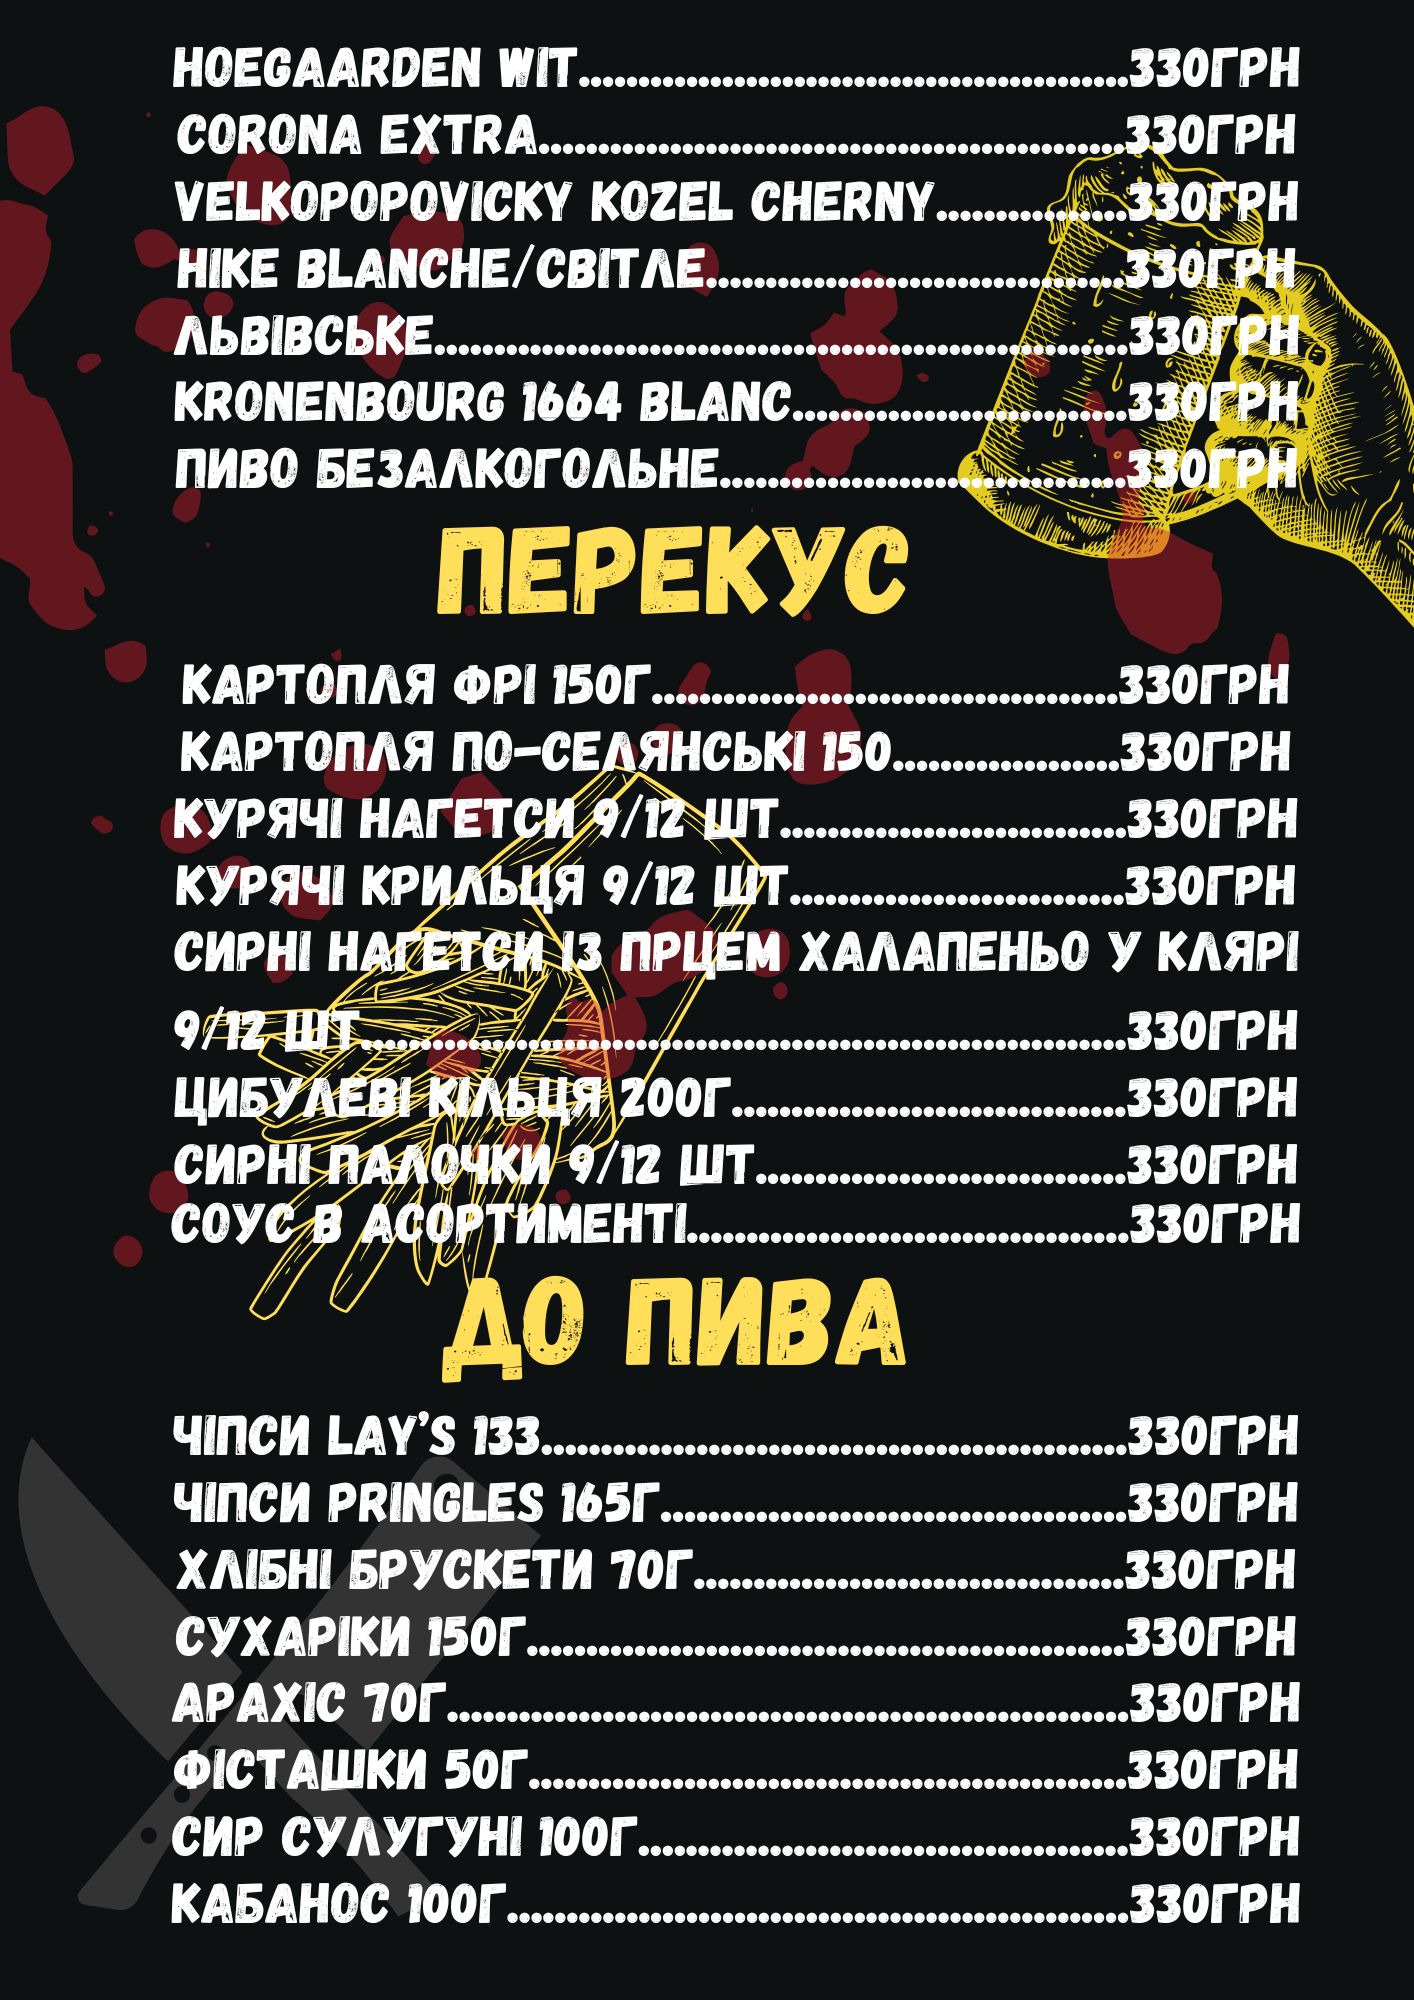 HOEGAARDEN WIT..............................................330ГРН
CORONA EXTRA.................................................330ГРН
VELKOPOPOVICKY KOZEL CHERNY................330ГРН
HIKE BLANCHE/СВІТЛЕ...................................330ГРН
ЛЬВІВСЬКЕ..........................................................330ГРН
KRONENBOURG 1664 BLANC............................330ГРН
ПИВО БЕЗАЛКОГОЛЬНЕ..................................330ГРН
ПЕРЕКУС
КАРТОПЛЯ ФРІ 150Г.......................................330ГРН
КАРТОПЛЯ ПО-СЕЛЯНСЬКІ 150...................330ГРН
КУРЯЧІ НАГЕТСИ 9/12 ШТ.............................330ГРН
КУРЯЧІ КРИЛЬЦЯ 9/12 ШТ............................330ГРН
СИРНІ НАГЕТСИ ІЗ ПРЦЕМ ХАЛАПЕНЬО У КЛЯРІ
9/12 ШТ................................................................330ГРН
ЦИБУЛЕВІ КІЛЬЦЯ 200Г.................................330ГРН
СИРНІ ПАЛОЧКИ 9/12 ШТ...............................330ГРН
СОУС В АСОРТИМЕНТІ.....................................330ГРН
ДО ПИВА
ЧІПСИ LAY'S 133.................................................330ГРН
ЧІПСИ PRINGLES 165Г.......................................330ГРН
ХЛІБНІ БРУСКЕТИ 70Г....................................330ГРН
СУХАРІКИ 150Г..................................................330ГРН
АРАХІС 70Г.........................................................330ГРН
ФІСТАШКИ 50Г..................................................330ГРН
СИР СУЛУГУНІ 100Г.........................................330ГРН
КАБАНОС 100Г....................................................330ГРН